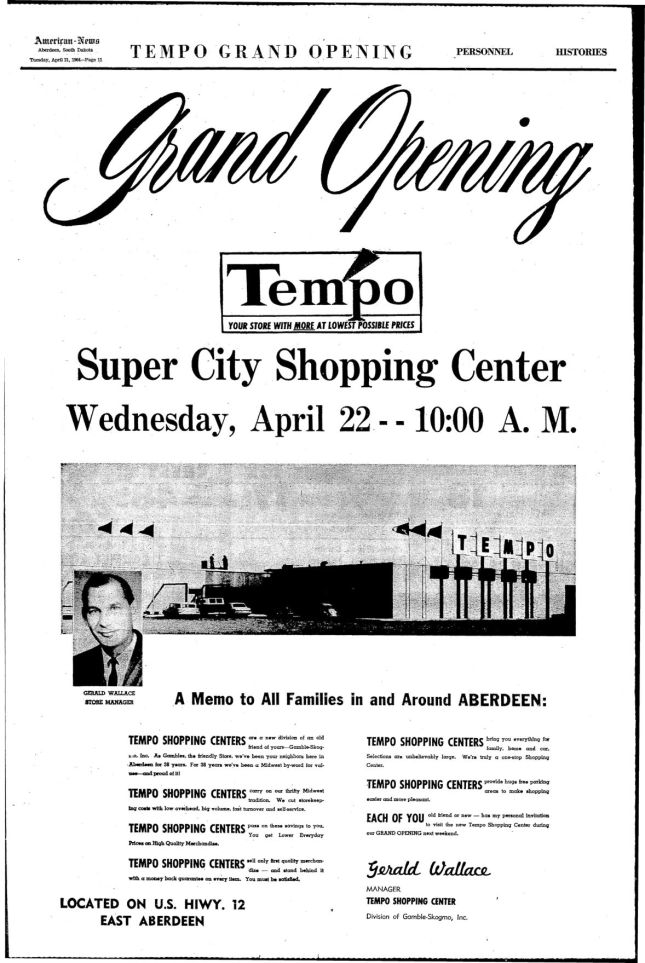 American-News
Aberdeen, South Dakota
Tuesday, April 21, 1964—Page 11
TEMPO GRAND OPENING
PERSONNEL
HISTORIES
Grand Opening
Tempo
YOUR STORE WITH MORE AT LOWEST POSSIBLE PRICES
Super City Shopping Center
Wednesday, April 22 - - 10:00 A. M.
TEMPO
GERALD WALLACE
STORE MANAGER
A Memo to All Families in and Around ABERDEEN:
TEMPO SHOPPING CENTERS are a new division of an old
friend of yours—Gamble-Skog-
Inc. As Gambles, the friendly Store, we've been your neighbors here in
Aberdeen for 38 years. For 38 years we've been a Midwest by-word for val-
ues—and proud of it!
TEMPO SHOPPING CENTERS carry on our thrifty Midwest
tradition. We cut storekeep-
ing costs with low overhead, big volume, fast turnover and self-service.
TEMPO SHOPPING CENTERS pass on these savings to you.
You get Lower Everyday
Prices on High Quality Merchandise.
TEMPO SHOPPING CENTERS sell only first quality merchan-
dise — and stand behind it
with a money back guarantee on every item. You must be satisfied.
LOCATED ON U.S. HIWY. 12
EAST ABERDEEN
TEMPO SHOPPING CENTERS bring you everything for
family, home and car.
Selections are unbelievably large. We're truly a one-stop Shopping
Center.
TEMPO SHOPPING CENTERS provide huge free parking
areas to make shopping
easier and more pleasant.
EACH OF YOU old friend or new — has my personal invitation
to visit the new Tempo Shopping Center during
our GRAND OPENING next weekend.
Gerald Wallace
MANAGER
TEMPO SHOPPING CENTER
Division of Gamble-Skogmo, Inc.